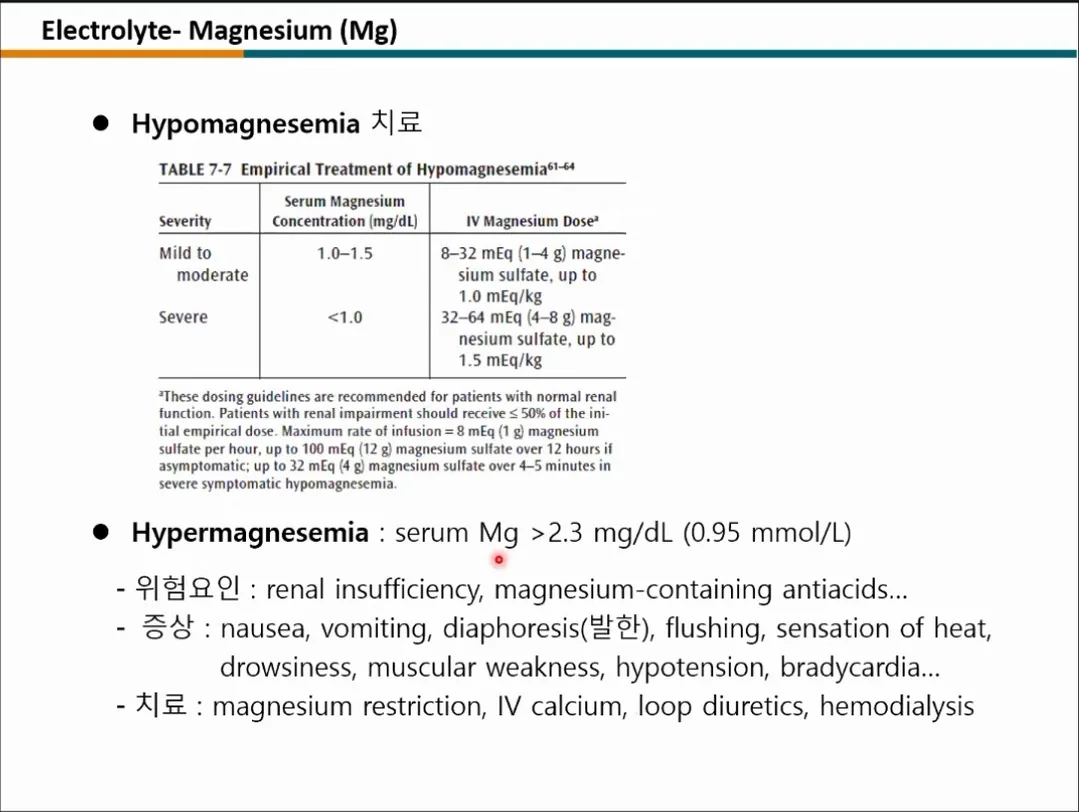 Electrolyte- Magnesium (Mg)
● Hypomagnesemia 치료
TABLE 7-7 Empirical Treatment of Hypomagnesemia⁶¹⁻⁶⁴
Serum Magnesium
Severity Concentration (mg/dL) IV Magnesium Doseᵃ
Mild to 1.0–1.5 8–32 mEq (1–4 g) magne-
moderate sium sulfate, up to
1.0 mEq/kg
Severe <1.0 32–64 mEq (4–8 g) mag-
nesium sulfate, up to
1.5 mEq/kg
ᵃThese dosing guidelines are recommended for patients with normal renal
function. Patients with renal impairment should receive ≤ 50% of the ini-
tial empirical dose. Maximum rate of infusion = 8 mEq (1 g) magnesium
sulfate per hour, up to 100 mEq (12 g) magnesium sulfate over 12 hours if
asymptomatic; up to 32 mEq (4 g) magnesium sulfate over 4–5 minutes in
severe symptomatic hypomagnesemia.
● Hypermagnesemia : serum Mg >2.3 mg/dL (0.95 mmol/L)
- 위험요인 : renal insufficiency, magnesium-containing antiacids...
- 증상 : nausea, vomiting, diaphoresis(발한), flushing, sensation of heat,
drowsiness, muscular weakness, hypotension, bradycardia...
- 치료 : magnesium restriction, IV calcium, loop diuretics, hemodialysis